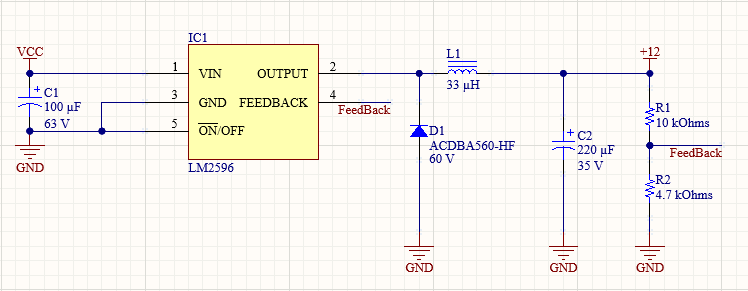 IC1
VCC
1
VIN
OUTPUT
2
L1
33 µH
+12
C1
100 µF
63 V
3
GND
FEEDBACK
4
FeedBack
5
ON/OFF
LM2596
GND
D1
ACDBA560-HF
60 V
GND
+
C2
220 µF
35 V
GND
R1
10 kOhms
FeedBack
R2
4.7 kOhms
GND
+